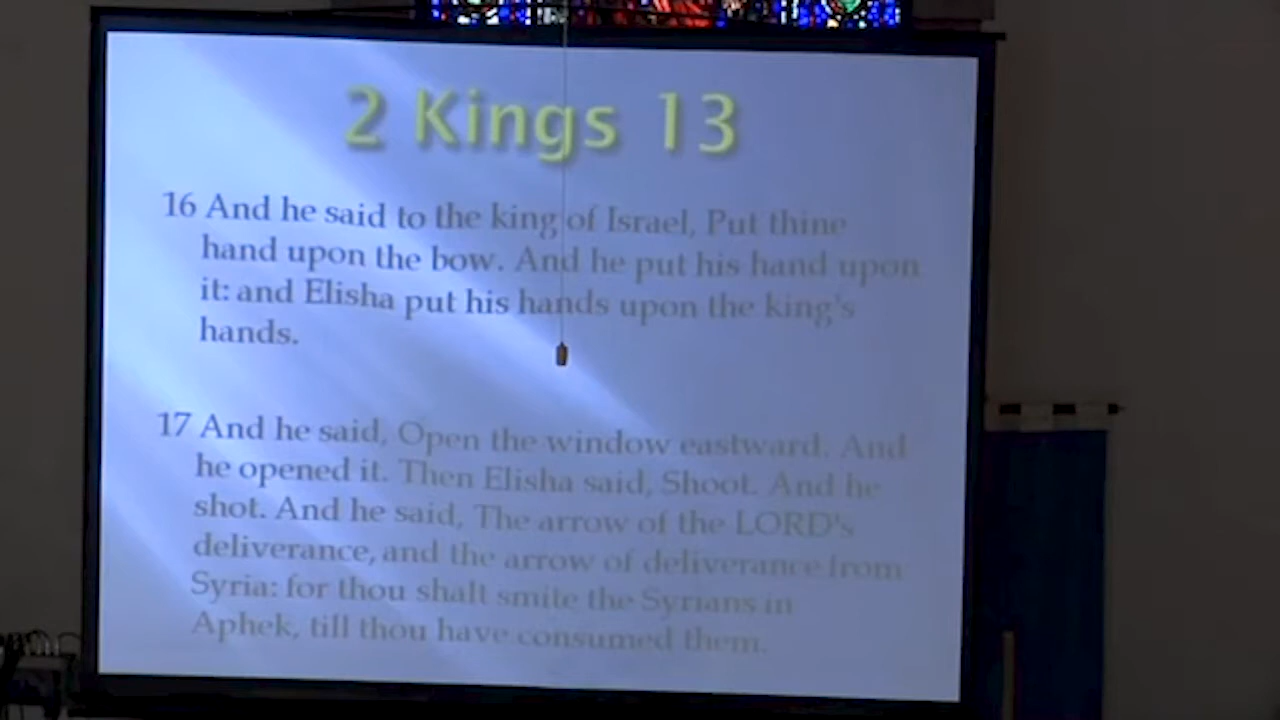 2 Kings 13
16 And he said to the king of Israel, Put thine
hand upon the bow. And he put his hand upon
it: and Elisha put his hands upon the king's
hands.
17 And he said, Open the window eastward. And
he opened it. Then Elisha said, Shoot. And he
shot. And he said, The arrow of the LORD's
deliverance, and the arrow of deliverance from
Syria: for thou shalt smite the Syrians in
Aphek, till thou have consumed them.